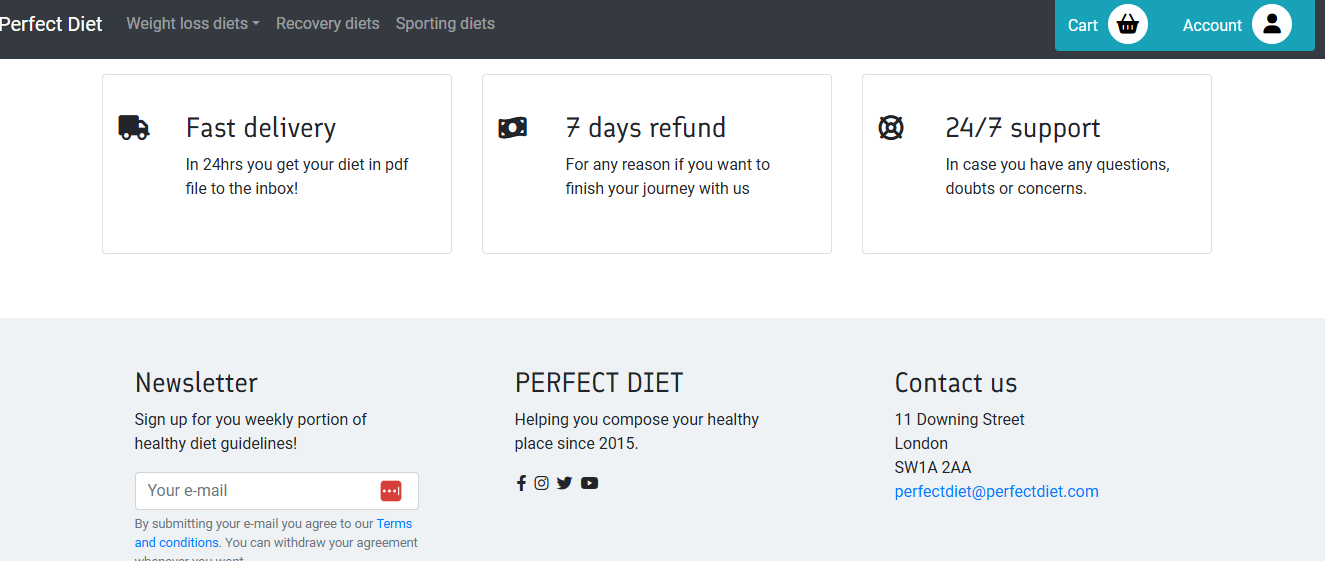 Perfect Diet Weight loss diets Recovery diets Sporting diets Cart Account
Fast delivery
In 24hrs you get your diet in pdf
file to the inbox!
7 days refund
For any reason if you want to
finish your journey with us
24/7 support
In case you have any questions,
doubts or concerns.
Newsletter
Sign up for you weekly portion of
healthy diet guidelines!
Your e-mail
By submitting your e-mail you agree to our Terms
and conditions. You can withdraw your agreement
whenever you want
PERFECT DIET
Helping you compose your healthy
place since 2015.
Contact us
11 Downing Street
London
SW1A 2AA
perfectdiet@perfectdiet.com